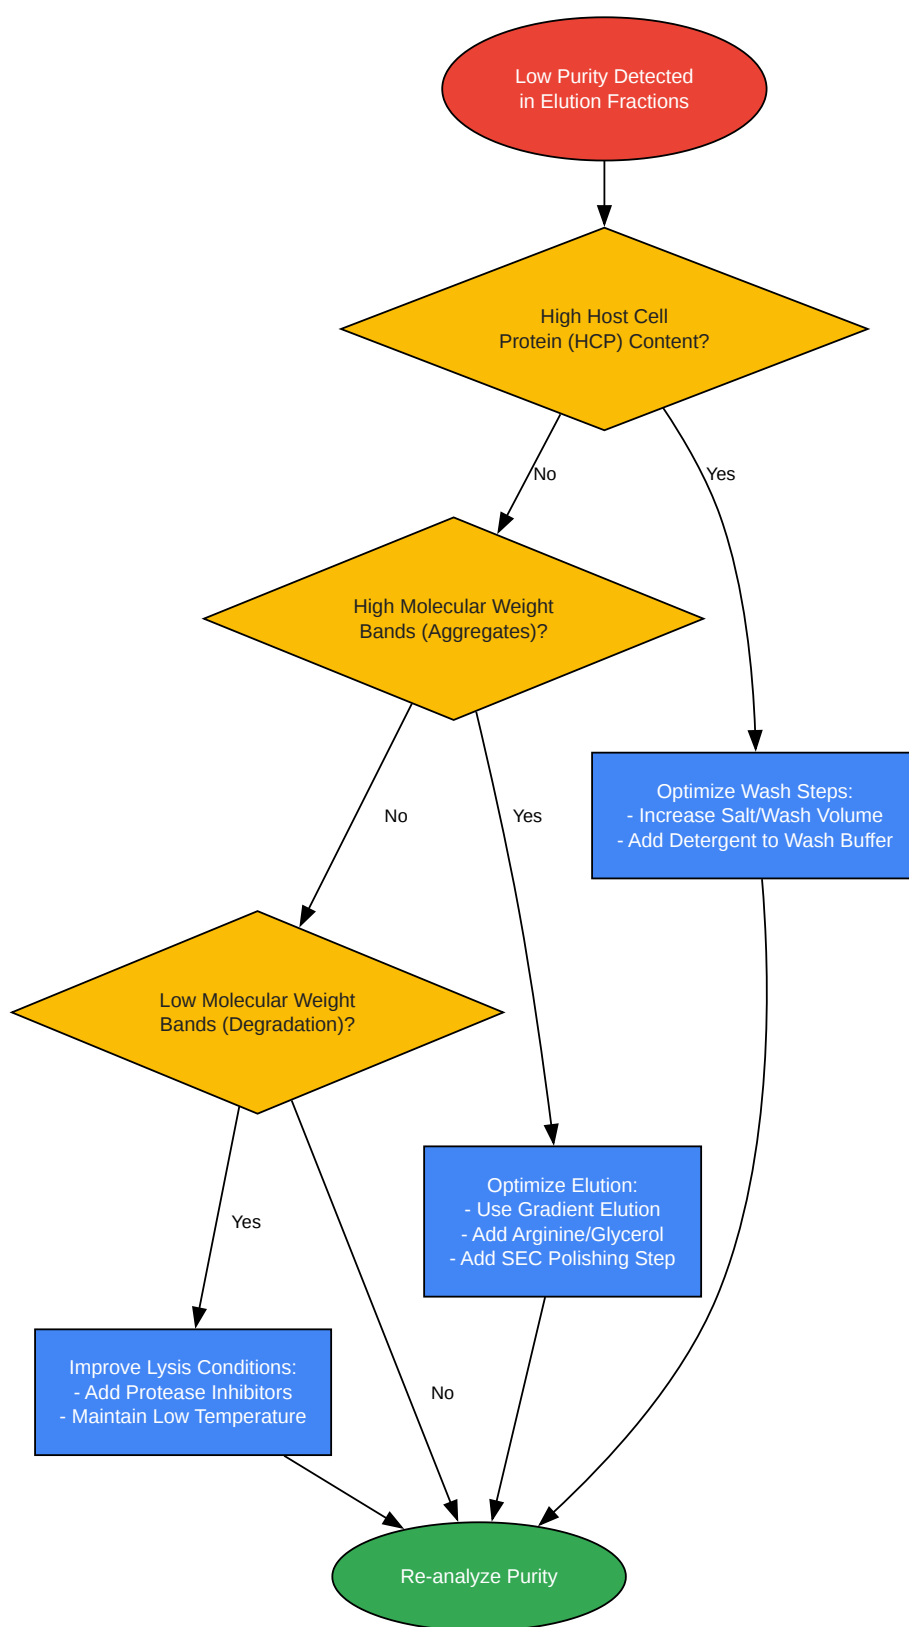 Low Purity Detected
in Elution Fractions
High Host Cell
Protein (HCP) Content?
No
Yes
High Molecular Weight
Bands (Aggregates)?
Optimize Wash Steps:
- Increase Salt/Wash Volume
- Add Detergent to Wash Buffer
No
Yes
Low Molecular Weight
Bands (Degradation)?
Yes
Optimize Elution:
- Use Gradient Elution
- Add Arginine/Glycerol
- Add SEC Polishing Step
Improve Lysis Conditions:
- Add Protease Inhibitors
- Maintain Low Temperature
No
Re-analyze Purity